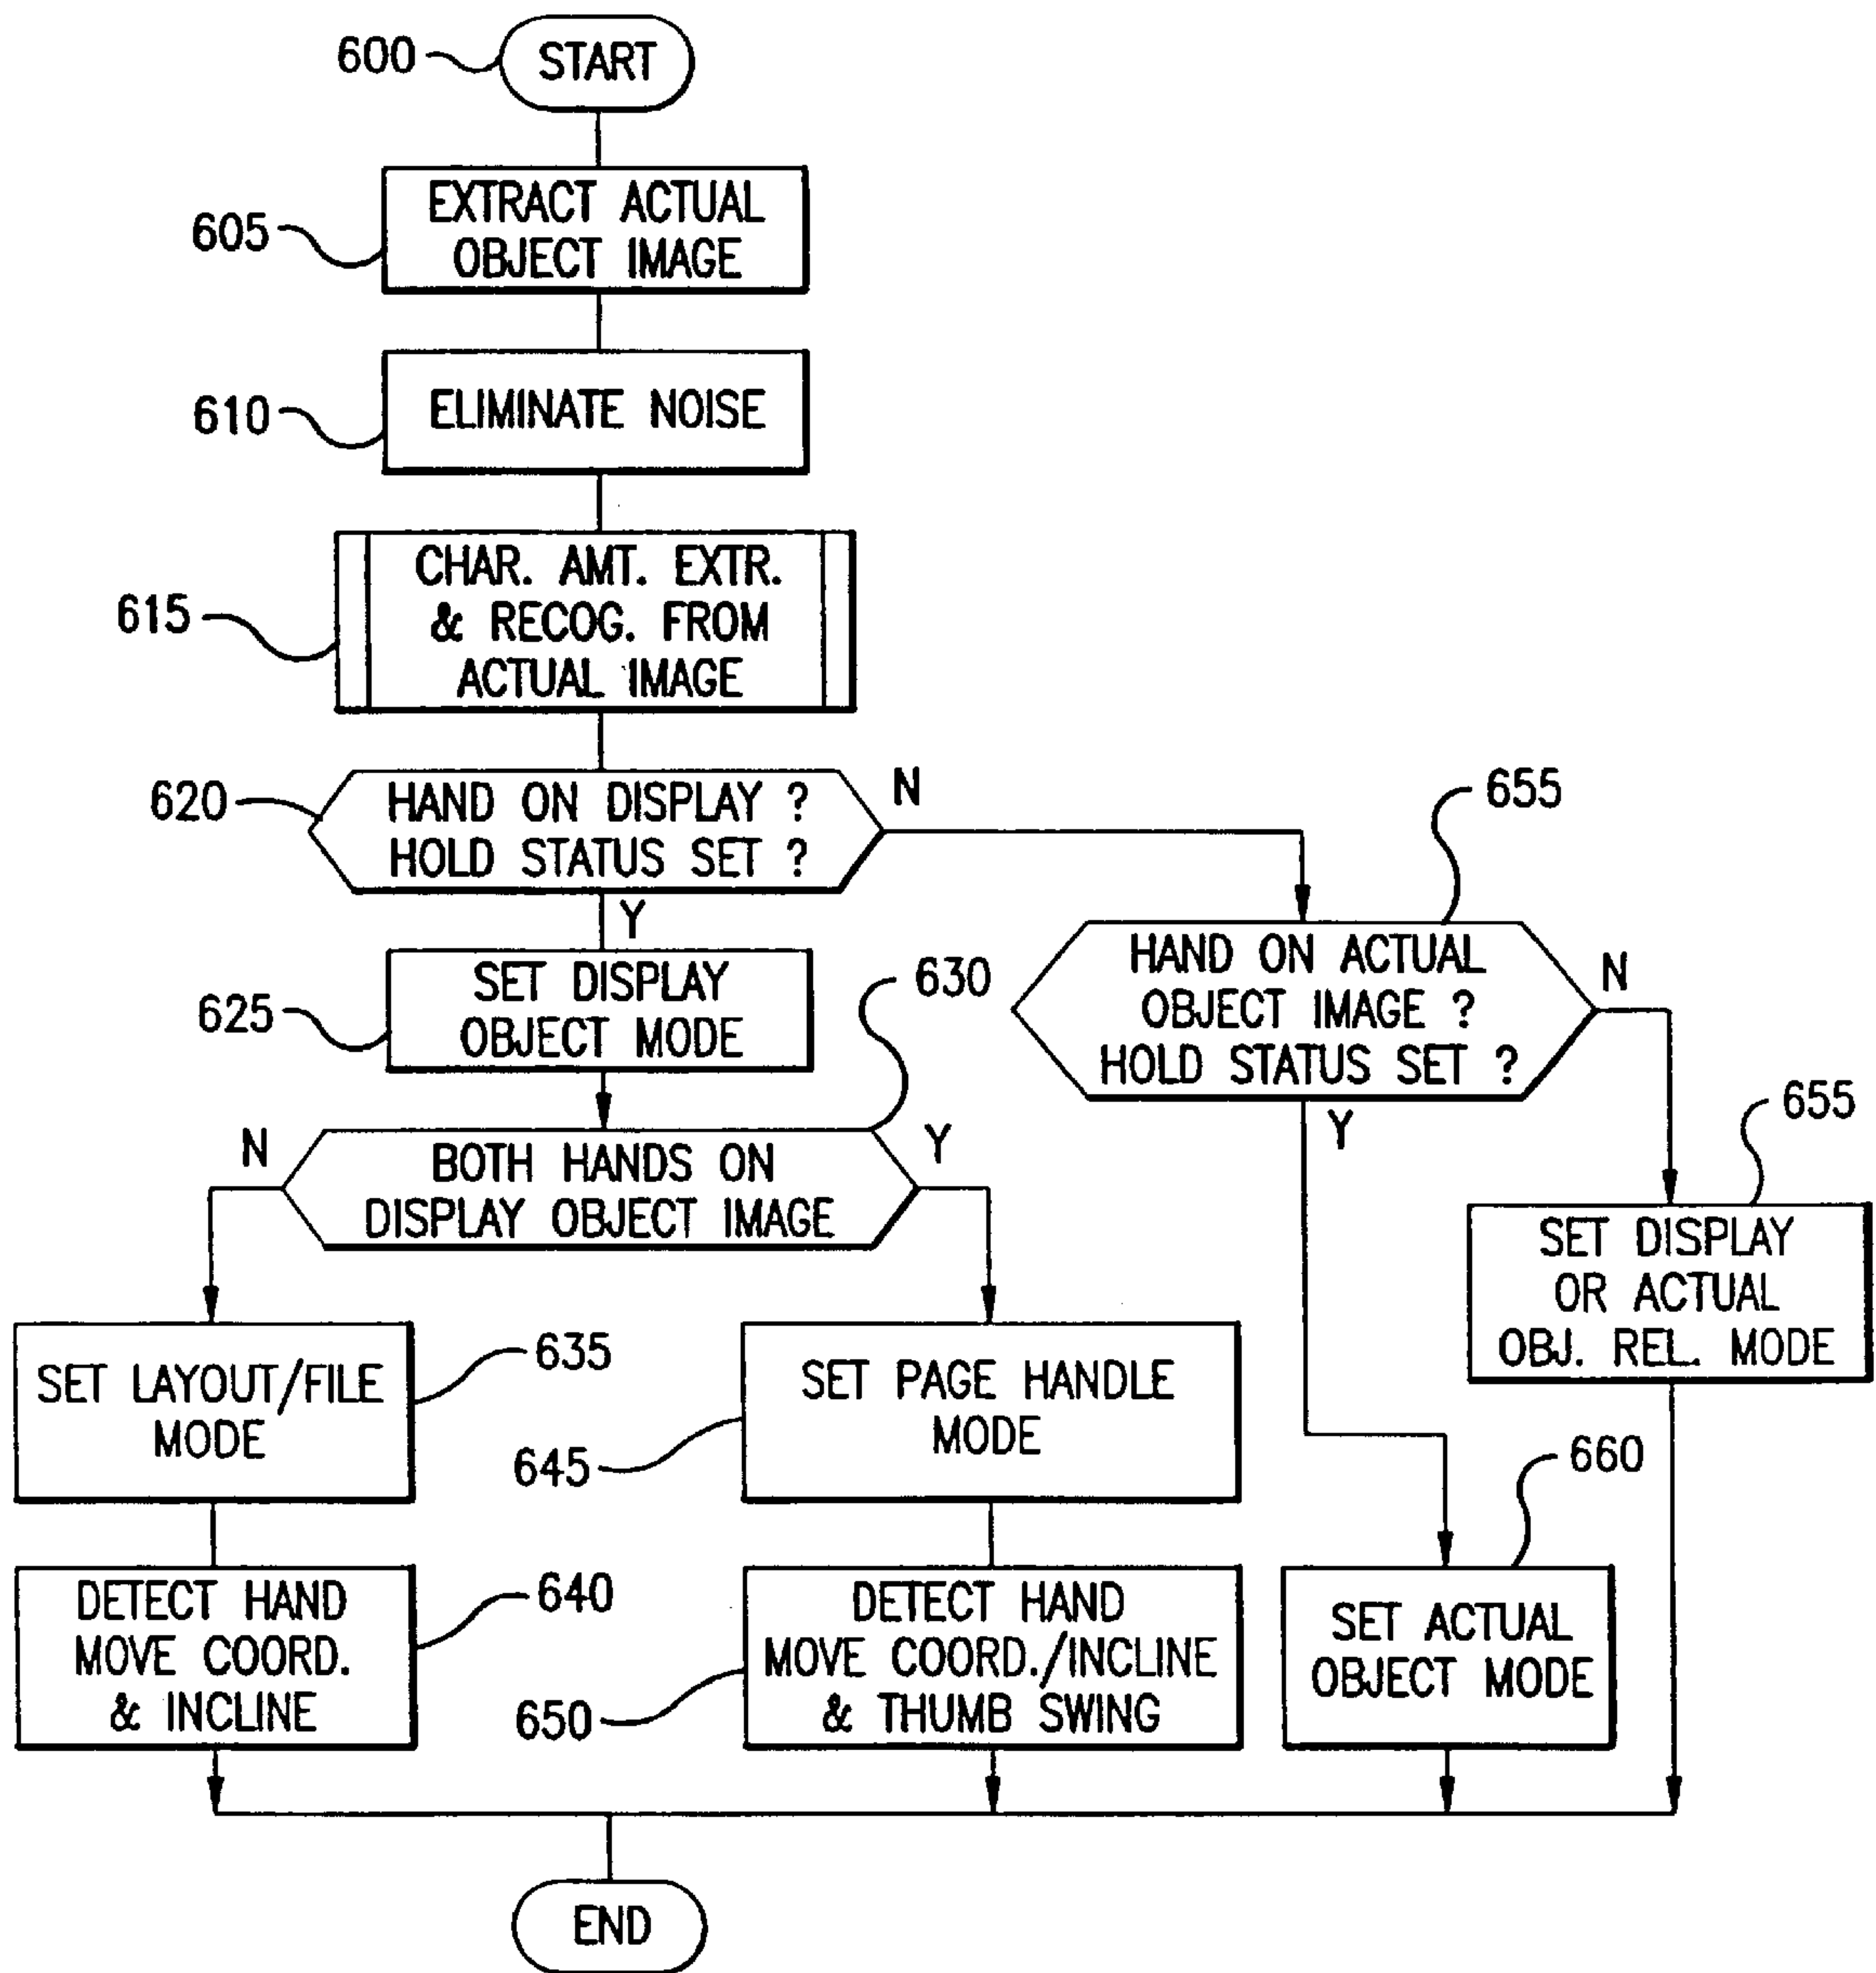 600
START
605
EXTRACT ACTUAL
OBJECT IMAGE
610
ELIMINATE NOISE
615
CHAR. AMT. EXTR.
& RECOG. FROM
ACTUAL IMAGE
620
HAND ON DISPLAY ?
HOLD STATUS SET ?
N
Y
655
HAND ON ACTUAL
OBJECT IMAGE ?
HOLD STATUS SET ?
N
Y
625
SET DISPLAY
OBJECT MODE
630
N
BOTH HANDS ON
DISPLAY OBJECT IMAGE
Y
655
SET DISPLAY
OR ACTUAL
OBJ. REL. MODE
SET LAYOUT/FILE
MODE
635
SET PAGE HANDLE
MODE
645
660
DETECT HAND
MOVE COORD.
& INCLINE
640
DETECT HAND
MOVE COORD./INCLINE
& THUMB SWING
650
SET ACTUAL
OBJECT MODE
END